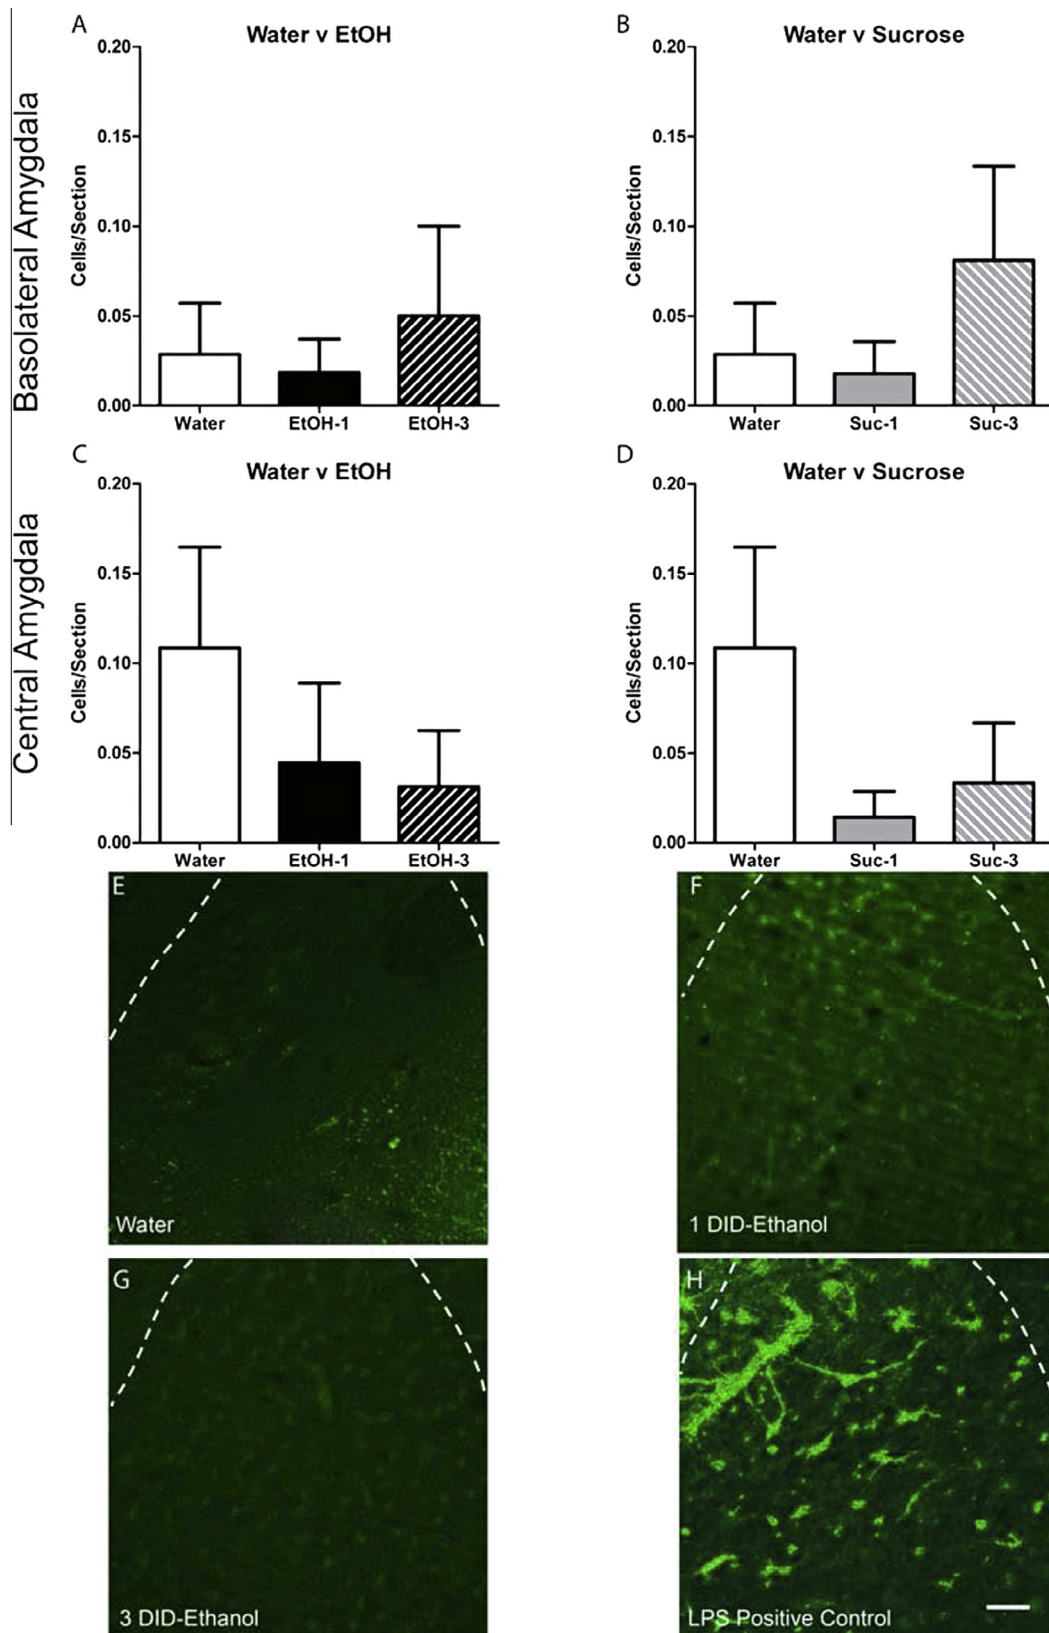 A
Water v EtOH
Basolateral Amygdala
Cells/Section
0.20
0.15
0.10
0.05
0.00
Water EtOH-1 EtOH-3
B
Water v Sucrose
Cells/Section
0.20
0.15
0.10
0.05
0.00
Water Suc-1 Suc-3
C
Water v EtOH
Central Amygdala
Cells/Section
0.20
0.15
0.10
0.05
0.00
Water EtOH-1 EtOH-3
D
Water v Sucrose
Cells/Section
0.20
0.15
0.10
0.05
0.00
Water Suc-1 Suc-3
E
Water
F
1 DID-Ethanol
G
3 DID-Ethanol
H
LPS Positive Control